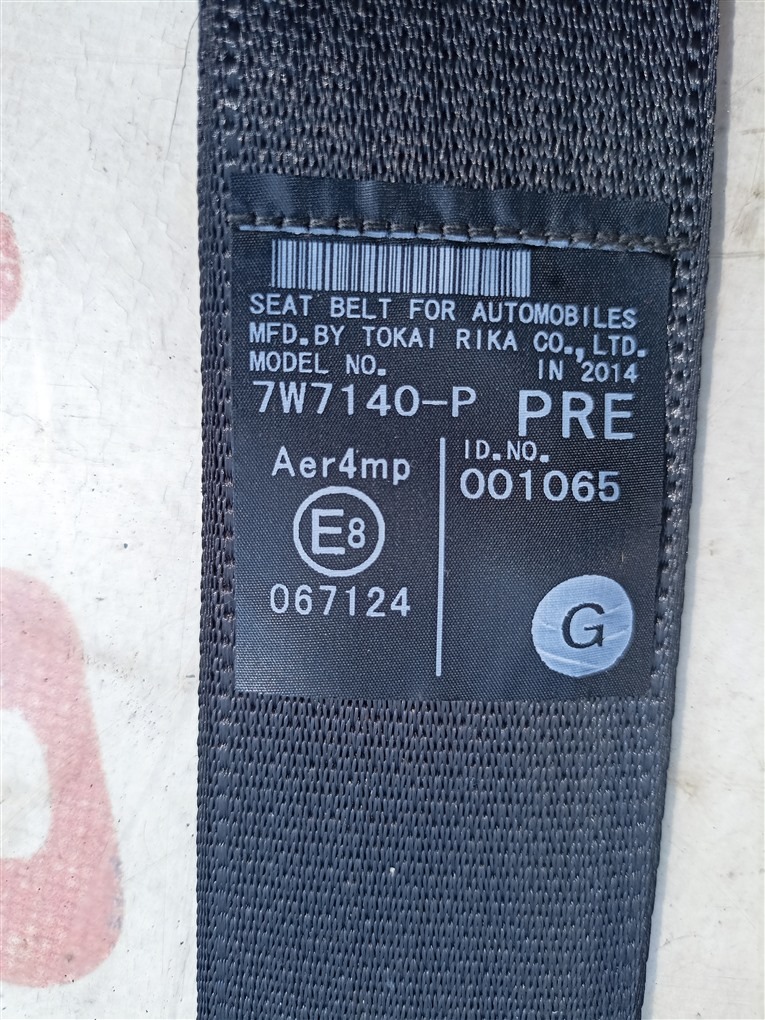 SEAT BELT FOR AUTOMOBILES
MFD.BY TOKAI RIKA CO.,LTD.
MODEL NO. IN 2014
7W7140-P PRE
Aer4mp
E8
067124
ID.NO.
001065
G